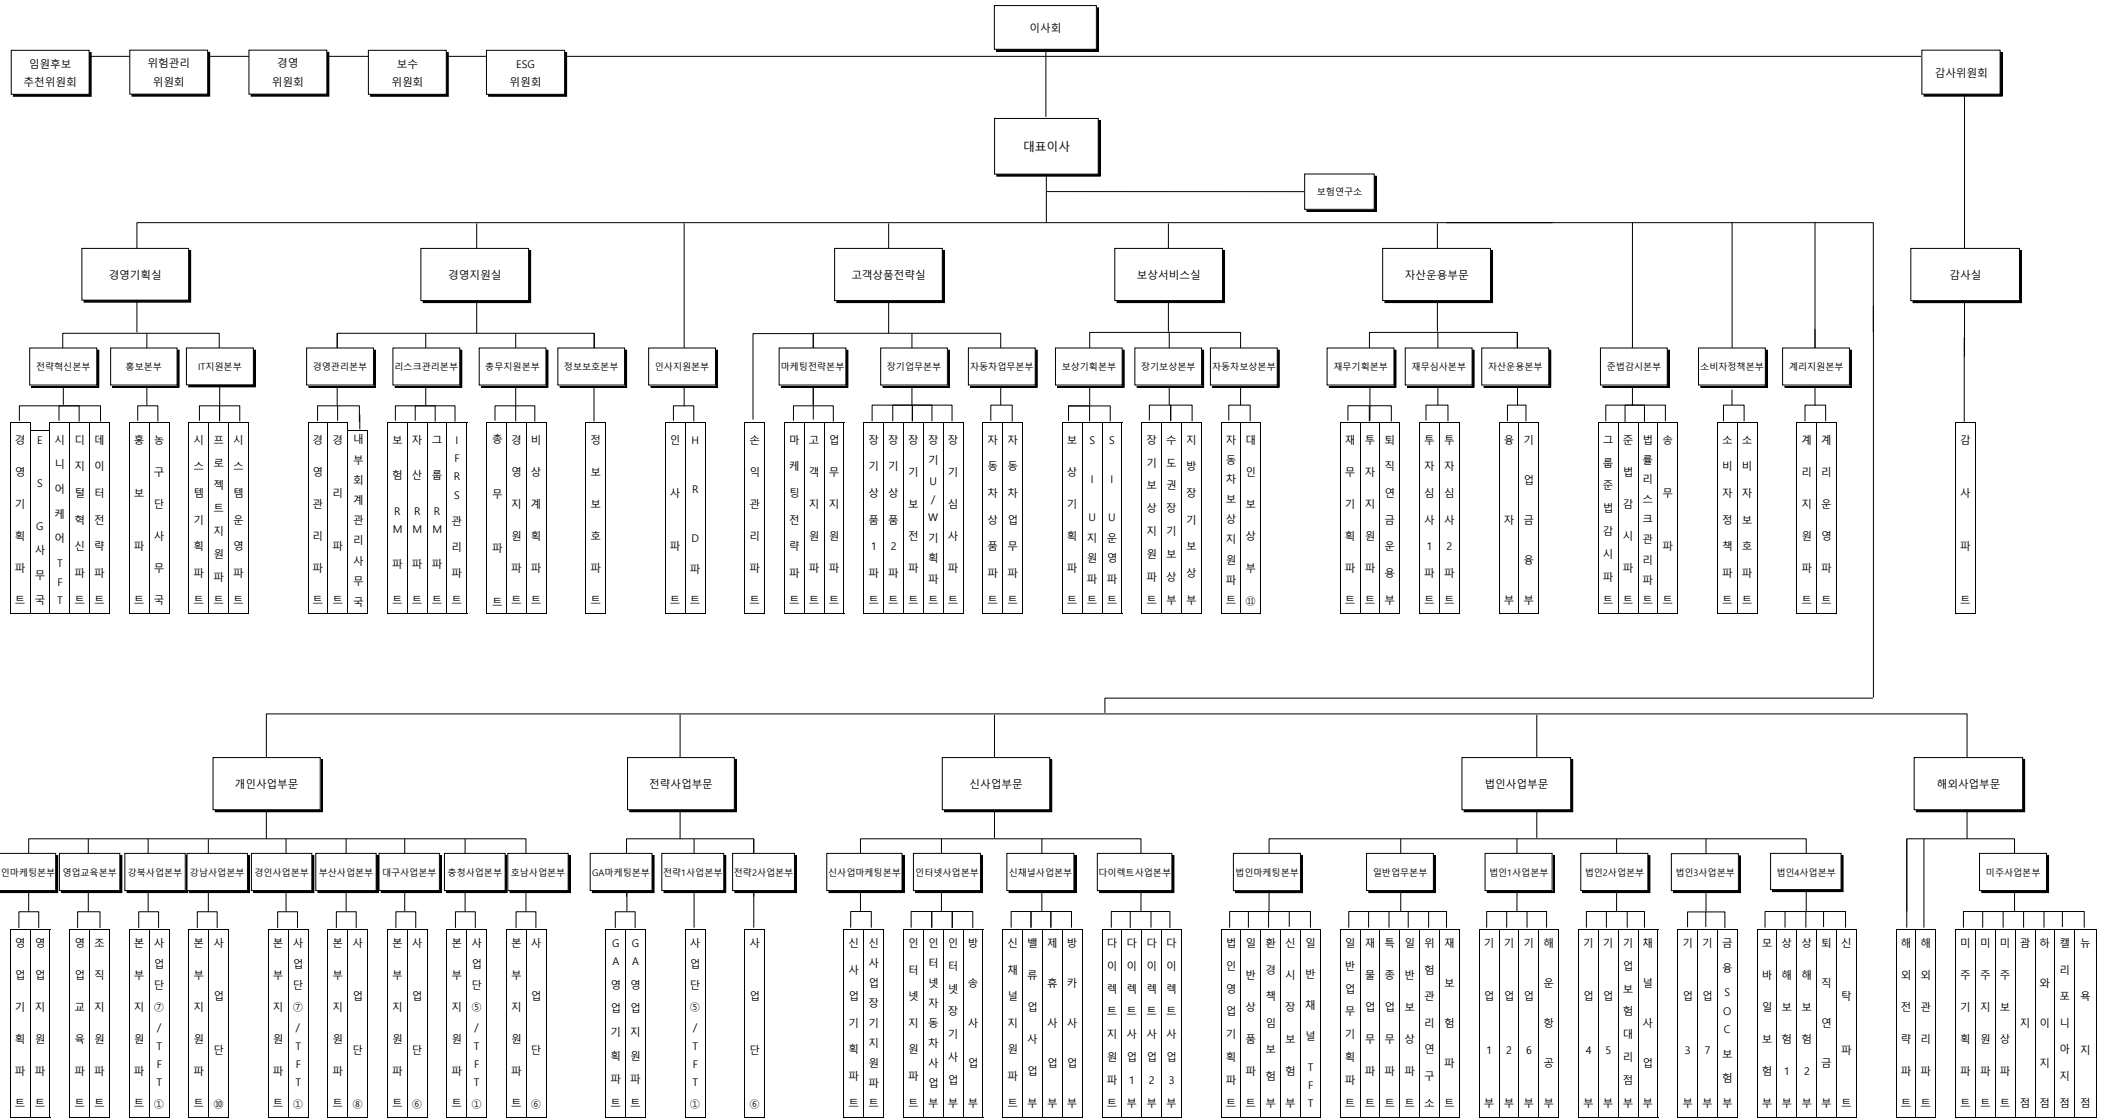 이사회
임원후보
추천위원회
위험관리
위원회
경영
위원회
보수
위원회
ESG
위원회
감사위원회
대표이사
보험연구소
경영기획실
경영지원실
고객상품전략실
보상서비스실
자산운용부문
감사실
전략혁신본부
홍보본부
IT지원본부
경영관리본부
리스크관리본부
총무지원본부
정보보호본부
인사지원본부
마케팅전략본부
장기업무본부
자동차업무본부
보상기획본부
장기보상본부
자동차보상본부
재무기획본부
재무심사본부
자산운용본부
준법감시본부
소비자정책본부
계리지원본부
경영기획파트
ESG사무국
시니어케어TFT
디지털혁신파트
데이터전략파트
홍보파트
농구단사무국
시스템기획파트
프로젝트지원파트
시스템운영파트
경영관리파트
경리파트
내부회계관리사무국
보험RM파트
자산RM파트
그룹RM파트
IFRS관리파트
총무파트
경영지원파트
비상계획파트
정보보호파트
인사파트
HRD파트
손익관리파트
마케팅전략파트
고객지원파트
업무지원파트
장기상품1파트
장기상품2파트
장기보전파트
장기U/W기획파트
장기심사파트
자동차상품파트
자동차업무파트
보상기획파트
SIU지원파트
SIU운영파트
장기보상지원파트
수도권장기보상부
지방장기보상부
자동차보상지원파트
대인보상부⑪
재무기획파트
투자지원파트
퇴직연금운용부
투자심사1파트
투자심사2파트
융자부
기업금융부
그룹준법감시파트
준법감시파트
법률리스크관리파트
송무파트
소비자정책파트
소비자보호파트
계리지원파트
계리운영파트
감사파트
개인사업부문
전략사업부문
신사업부문
법인사업부문
해외사업부문
인마케팅본부
영업교육본부
강북사업본부
강남사업본부
경인사업본부
부산사업본부
대구사업본부
충청사업본부
호남사업본부
GA마케팅본부
전략1사업본부
전략2사업본부
신사업마케팅본부
인터넷사업본부
신채널사업본부
다이렉트사업본부
법인마케팅본부
일반업무본부
법인1사업본부
법인2사업본부
법인3사업본부
법인4사업본부
미주사업본부
영업기획파트
영업지원파트
영업교육파트
조직지원파트
본부지원파트
사업단⑦/TFT①
본부지원파트
사업단⑩
본부지원파트
사업단⑦/TFT①
본부지원파트
사업단⑧
본부지원파트
사업단⑥
본부지원파트
사업단⑤/TFT①
본부지원파트
사업단⑥
GA영업기획파트
GA영업지원파트
사업단⑤/TFT①
사업단⑥
신사업기획파트
신사업장기지원파트
인터넷지원파트
인터넷자동차사업부
인터넷장기사업부
방송사업부
신채널지원파트
밸류사업부
제휴사업부
방카사업부
다이렉트지원파트
다이렉트사업1부
다이렉트사업2부
다이렉트사업3부
법인영업기획파트
일반상품파트
환경책임보험부
신시장보험부
일반채널TFT
일반업무기획파트
재물업무파트
특종업무파트
일반보상파트
위험관리연구소
재보험파트
기업1부
기업2부
기업6부
해운항공부
기업4부
기업5부
기업보험대리점부
채널사업부
기업3부
기업7부
금융SOC보험부
모바일보험부
상해보험1부
상해보험2부
퇴직연금부
신탁파트
해외전략파트
해외관리파트
미주기획파트
미주지원파트
미주보상파트
괌지점
하와이지점
캘리포니아지점
뉴욕지점